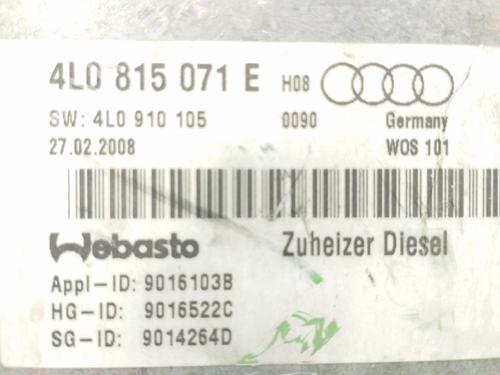 4L0 815 071 E H08
SW: 4L0 910 105 0090 Germany
27.02.2008 WOS 101
Webasto Zuheizer Diesel
Appl-ID: 9016103B
HG-ID: 9016522C
SG-ID: 9014264D